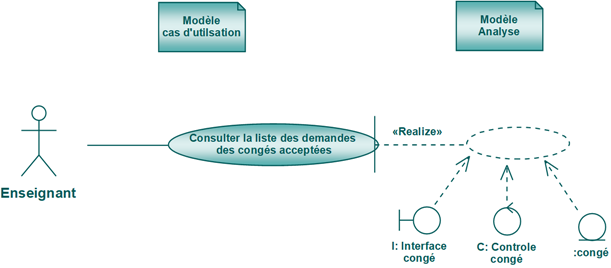 Modèle
cas d'utilsation
Modèle
Analyse
Consulter la liste des demandes
des congés acceptées
«Realize»
Enseignant
I: Interface
congé
C: Controle
congé
:congé